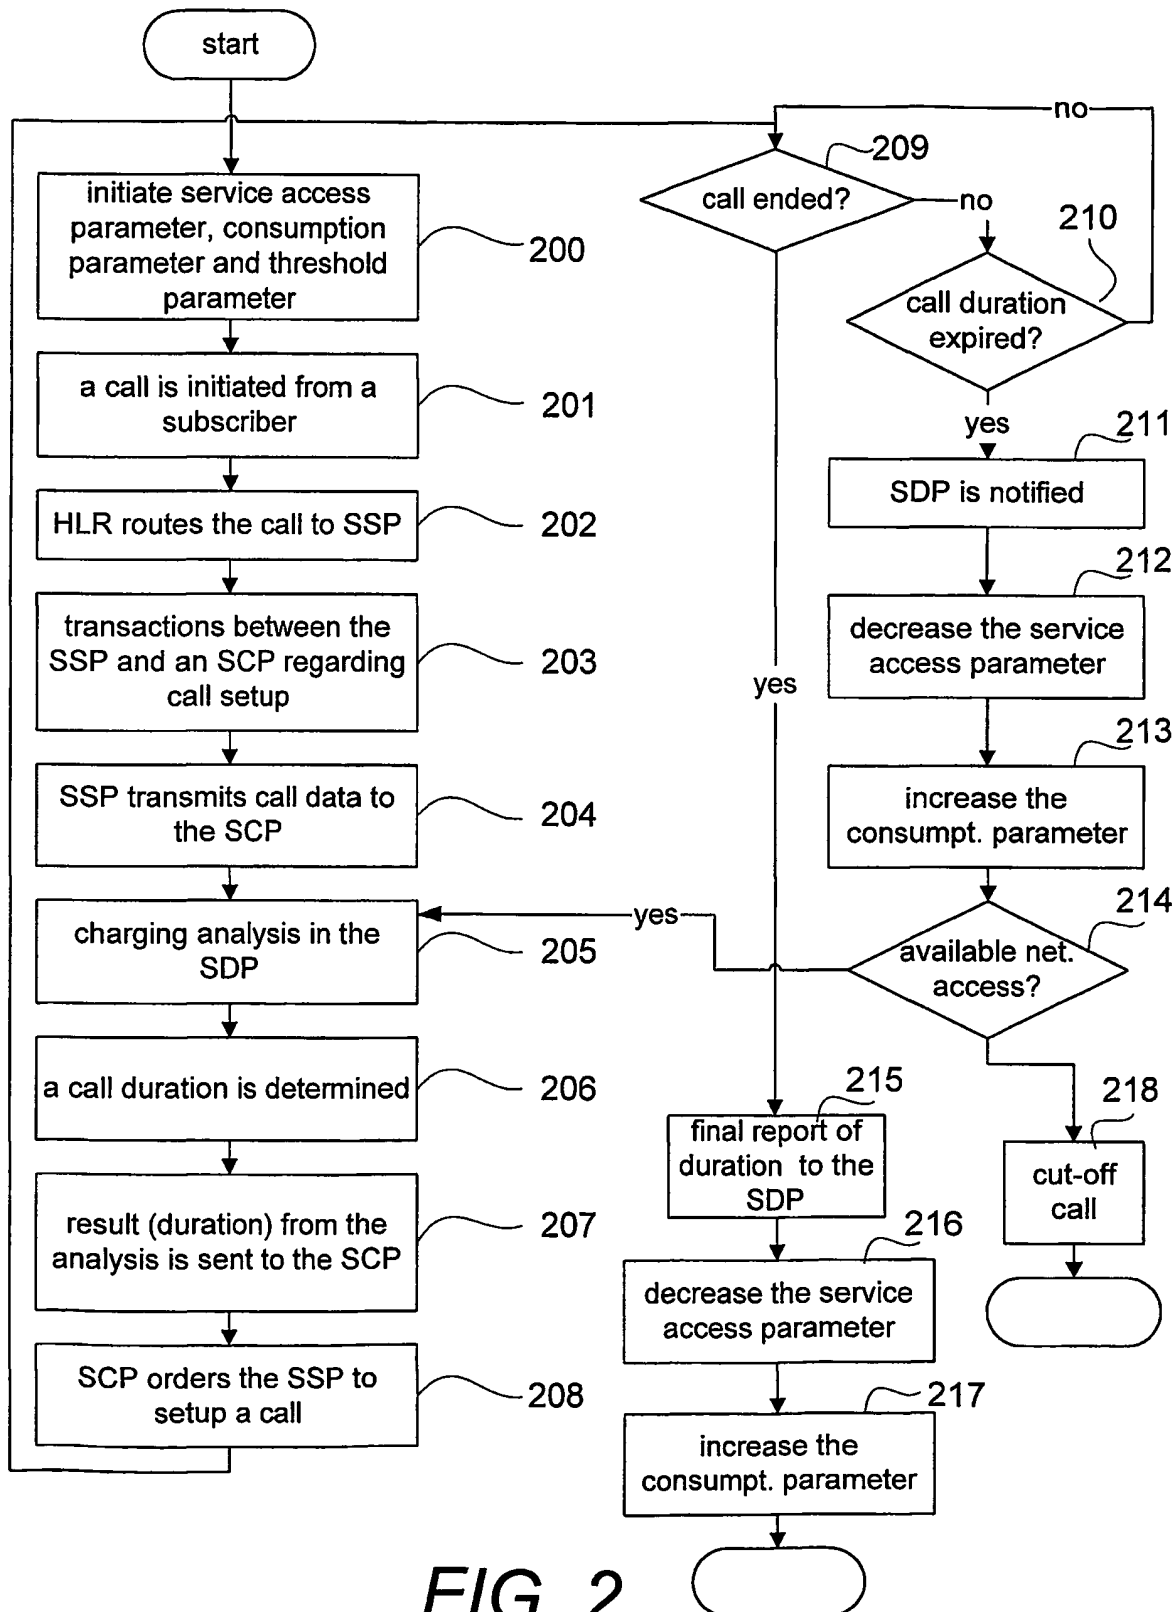 start
initiate service access
parameter, consumption
parameter and threshold
parameter
200
a call is initiated from a
subscriber
201
HLR routes the call to SSP
202
transactions between the
SSP and an SCP regarding
call setup
203
SSP transmits call data to
the SCP
204
charging analysis in the
SDP
205
a call duration is determined
206
result (duration) from the
analysis is sent to the SCP
207
SCP orders the SSP to
setup a call
208
no
call ended?
209
no
yes
call duration
expired?
210
yes
SDP is notified
211
decrease the service
access parameter
212
increase the
consumpt. parameter
213
available net.
access?
214
yes
final report of
duration to the
SDP
215
decrease the service
access parameter
216
increase the
consumpt. parameter
217
cut-off
call
218
FIG. 2